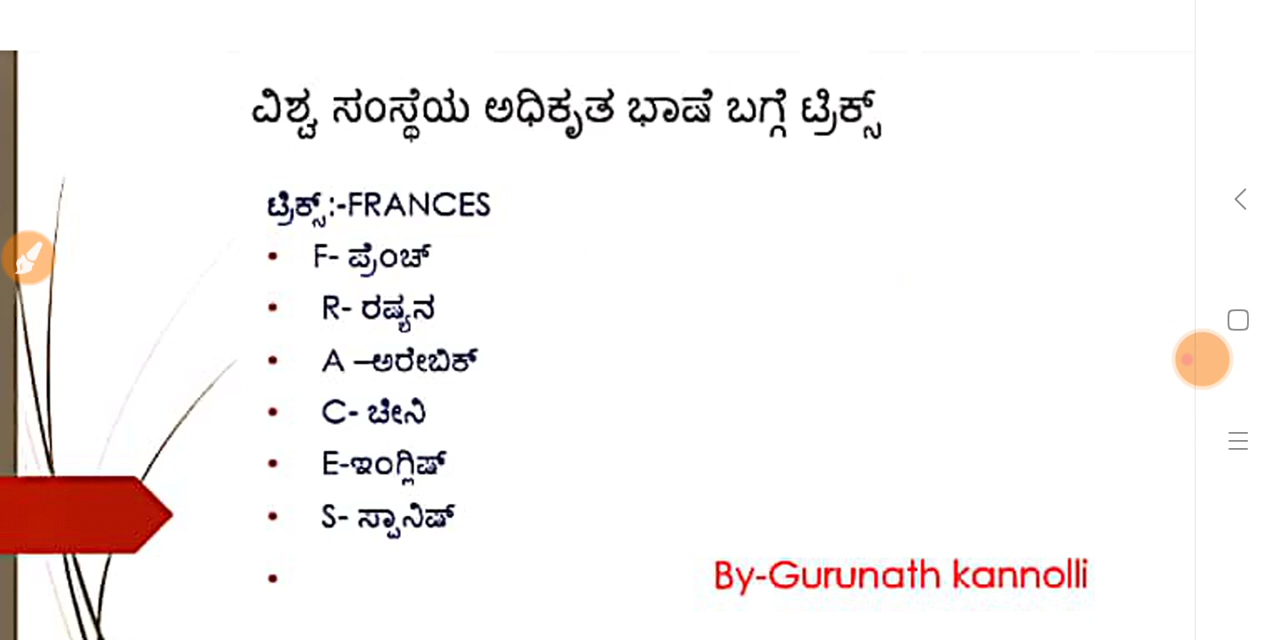 ವಿಶ್ವ ಸಂಸ್ಥೆಯ ಅಧಿಕೃತ ಭಾಷೆ ಬಗ್ಗೆ ಟ್ರಿಕ್ಸ್
ಟ್ರಿಕ್ಸ್:-FRANCES
• F- ಪ್ರೆಂಚ್
• R- ರಷ್ಯನ
• A –ಅರೇಬಿಕ್
• C- ಚೀನಿ
• E-ಇಂಗ್ಲಿಷ್
• S- ಸ್ಪಾನಿಷ್
•
By-Gurunath kannolli